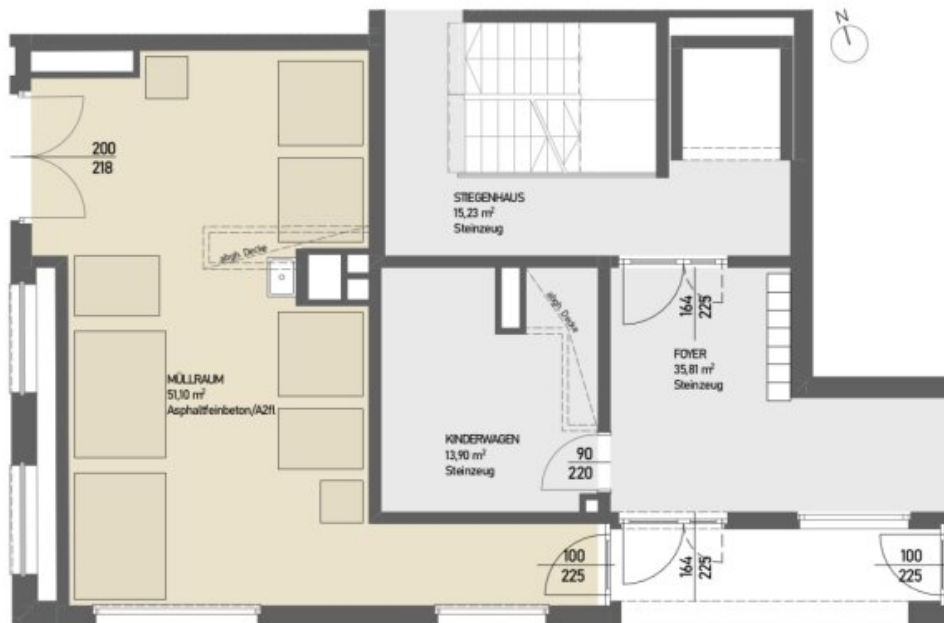 N
200
218
STIEGENHAUS
15,23 m²
Steinzeug
abgh. Decke
abgh. Decke
164
225
FOYER
35,81 m²
Steinzeug
MÜLLRAUM
51,10 m²
Asphaltfeinbeton/A2fl
KINDERWAGEN
13,90 m²
Steinzeug
90
220
100
225
164
225
100
225